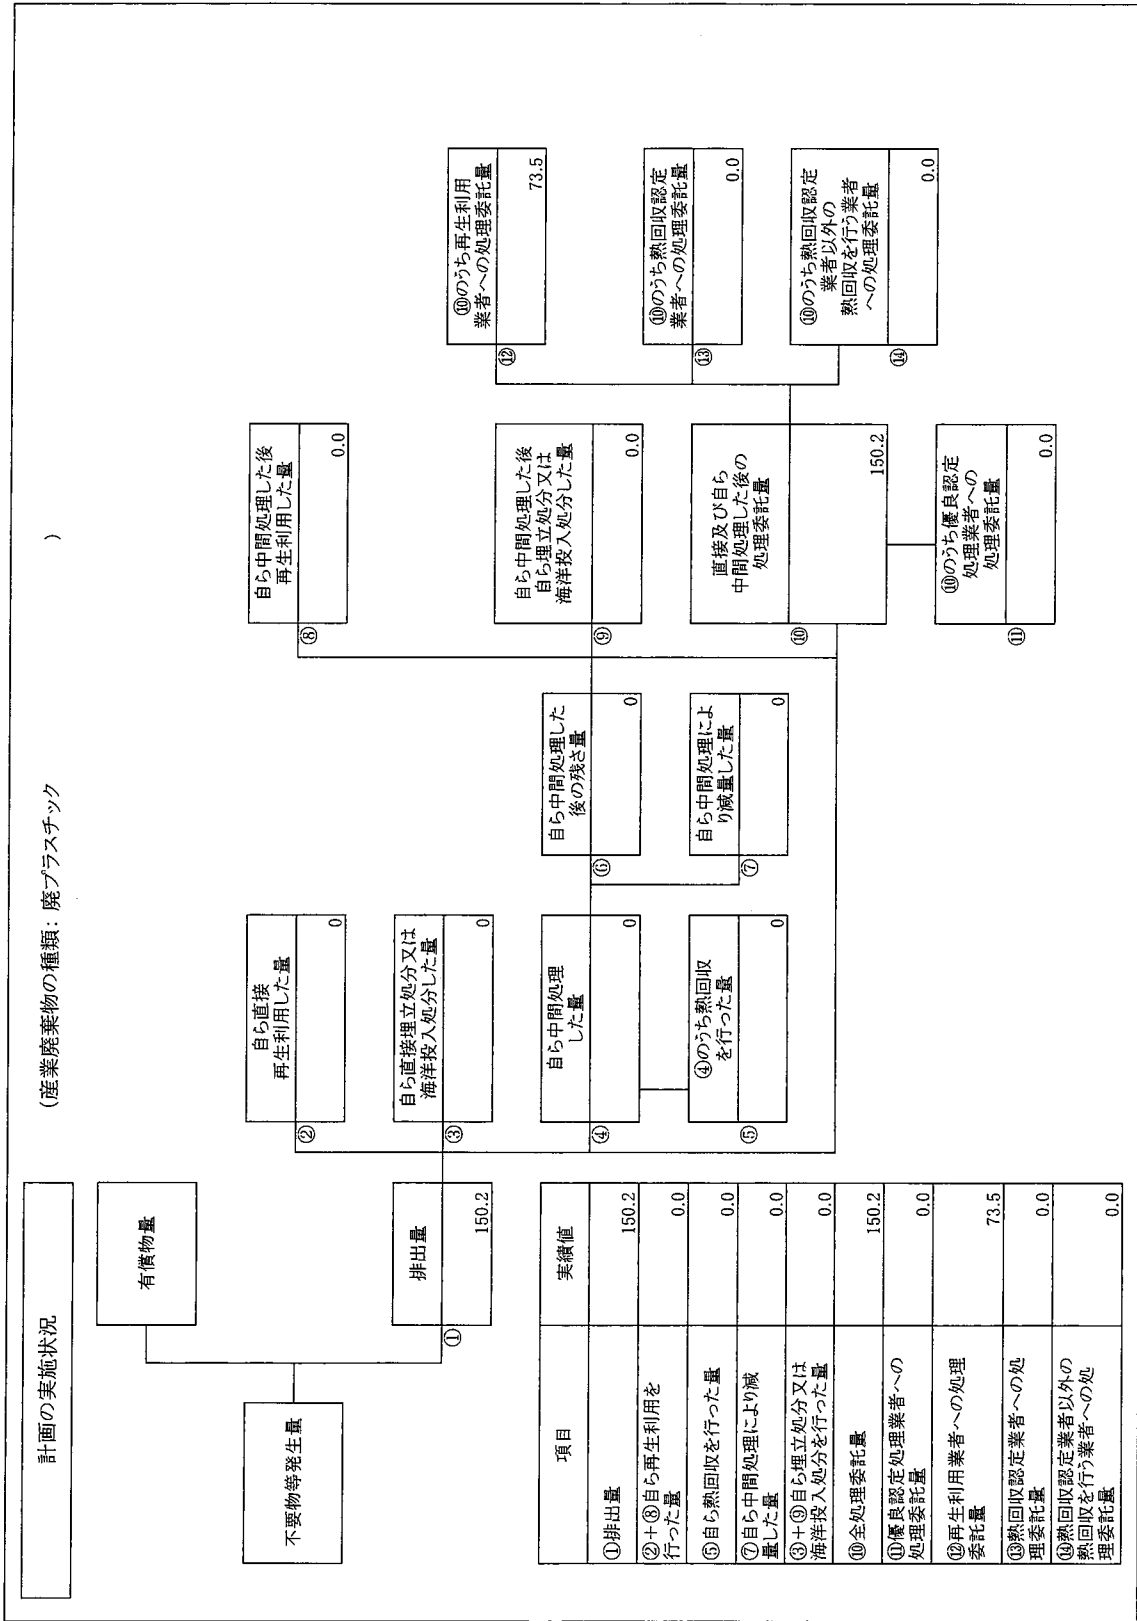 計画の実施状況
(産業廃棄物の種類：廃プラスチック
)
不要物等発生量
有償物量
①
排出量
150.2
②
自ら直接
再生利用した量
0
③
自ら直接埋立処分又は
海洋投入処分した量
0
④
自ら中間処理
した量
0
⑤
④のうち熱回収
を行った量
0
⑥
自ら中間処理した
後の残さ量
0
⑦
自ら中間処理によ
り減量した量
0
⑧
自ら中間処理した後
再生利用した量
0.0
⑨
自ら中間処理した後
自ら埋立処分又は
海洋投入処分した量
0.0
⑩
直接及び自ら
中間処理した後の
処理委託量
150.2
⑪
⑩のうち優良認定
処理業者への
処理委託量
0.0
⑫
⑩のうち再生利用
業者への処理委託量
73.5
⑬
⑩のうち熱回収認定
業者への処理委託量
0.0
⑭
⑩のうち熱回収認定
業者以外の
熱回収を行う業者
への処理委託量
0.0
項目 実績値
①排出量 150.2
②+⑧自ら再生利用を
行った量 0.0
⑤自ら熱回収を行った量 0.0
⑦自ら中間処理により減
量した量 0.0
③+⑨自ら埋立処分又は
海洋投入処分を行った量 0.0
⑩全処理委託量 150.2
⑪優良認定処理業者への
処理委託量 0.0
⑫再生利用業者への処理
委託量 73.5
⑬熱回収認定業者への処
理委託量 0.0
⑭熱回収認定業者以外の
熱回収を行う業者への処
理委託量 0.0